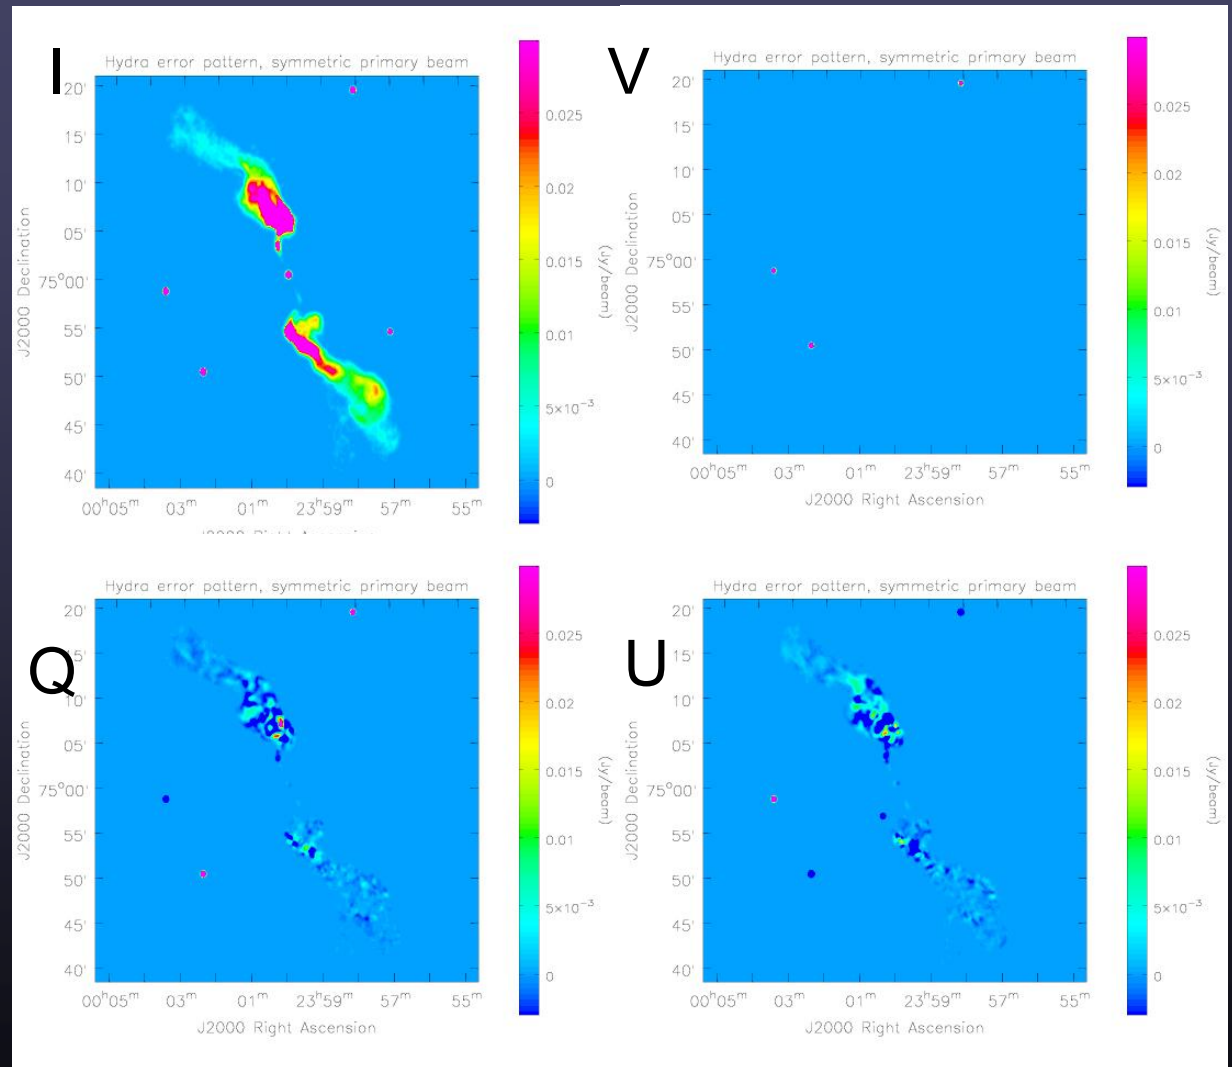 I
Hydra error pattern, symmetric primary beam
20'
15'
10'
05'
75°00'
55'
50'
45'
40'
J2000 Declination
00ʰ05ᵐ 03ᵐ 01ᵐ 23ʰ59ᵐ 57ᵐ 55ᵐ
0.025
0.02
0.015
0.01
5×10⁻³
0
(Jy/beam)
V
Hydra error pattern, symmetric primary beam
20'
15'
10'
05'
75°00'
55'
50'
45'
40'
J2000 Declination
00ʰ05ᵐ 03ᵐ 01ᵐ 23ʰ59ᵐ 57ᵐ 55ᵐ
J2000 Right Ascension
0.025
0.02
0.015
0.01
5×10⁻³
0
(Jy/beam)
Q
Hydra error pattern, symmetric primary beam
20'
15'
10'
05'
75°00'
55'
50'
45'
40'
J2000 Declination
00ʰ05ᵐ 03ᵐ 01ᵐ 23ʰ59ᵐ 57ᵐ 55ᵐ
J2000 Right Ascension
0.025
0.02
0.015
0.01
5×10⁻³
0
(Jy/beam)
U
Hydra error pattern, symmetric primary beam
20'
15'
10'
05'
75°00'
55'
50'
45'
40'
J2000 Declination
00ʰ05ᵐ 03ᵐ 01ᵐ 23ʰ59ᵐ 57ᵐ 55ᵐ
J2000 Right Ascension
0.025
0.02
0.015
0.01
5×10⁻³
0
(Jy/beam)